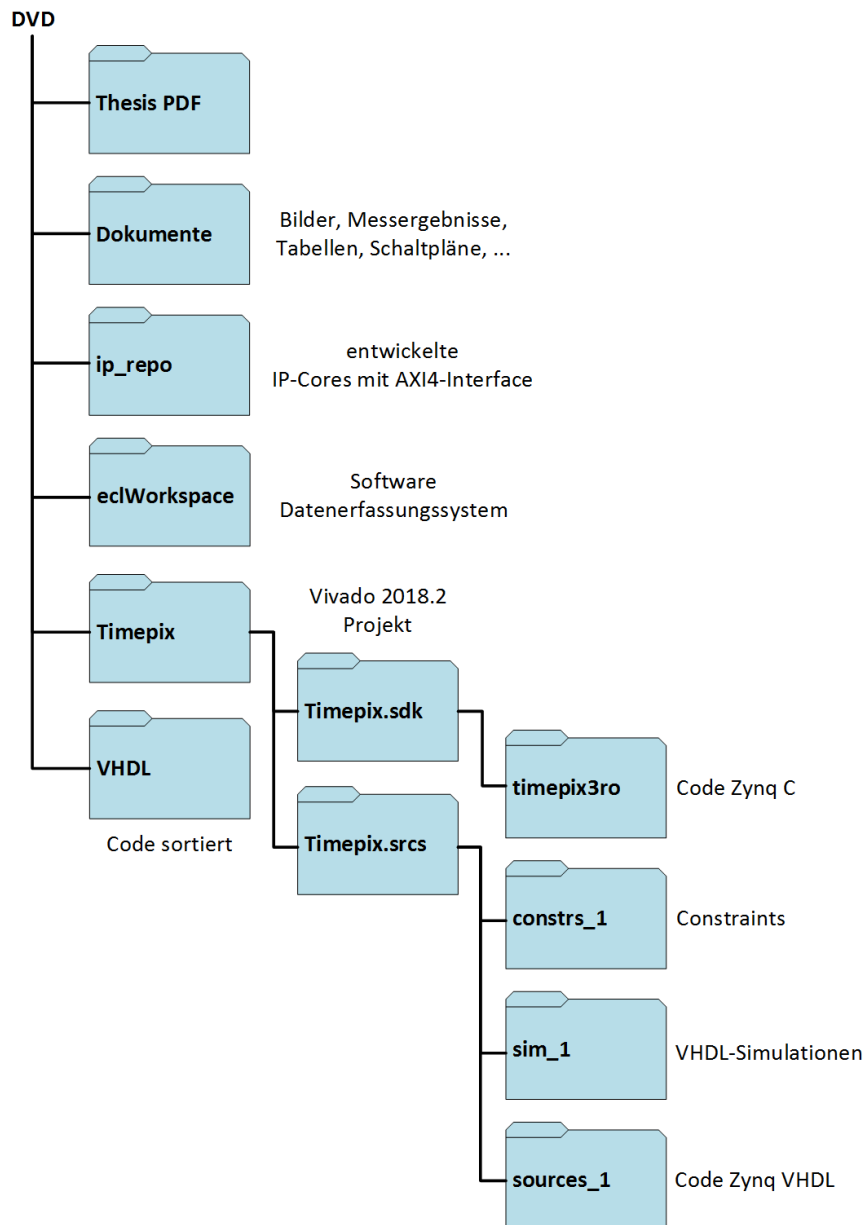 DVD
Thesis PDF
Dokumente
Bilder, Messergebnisse,
Tabellen, Schaltpläne, ...
ip_repo
entwickelte
IP-Cores mit AXI4-Interface
eclWorkspace
Software
Datenerfassungssystem
Timepix
Vivado 2018.2
Projekt
Timepix.sdk
VHDL
Code sortiert
timepix3ro
Code Zynq C
Timepix.srcs
constrs_1
Constraints
sim_1
VHDL-Simulationen
sources_1
Code Zynq VHDL